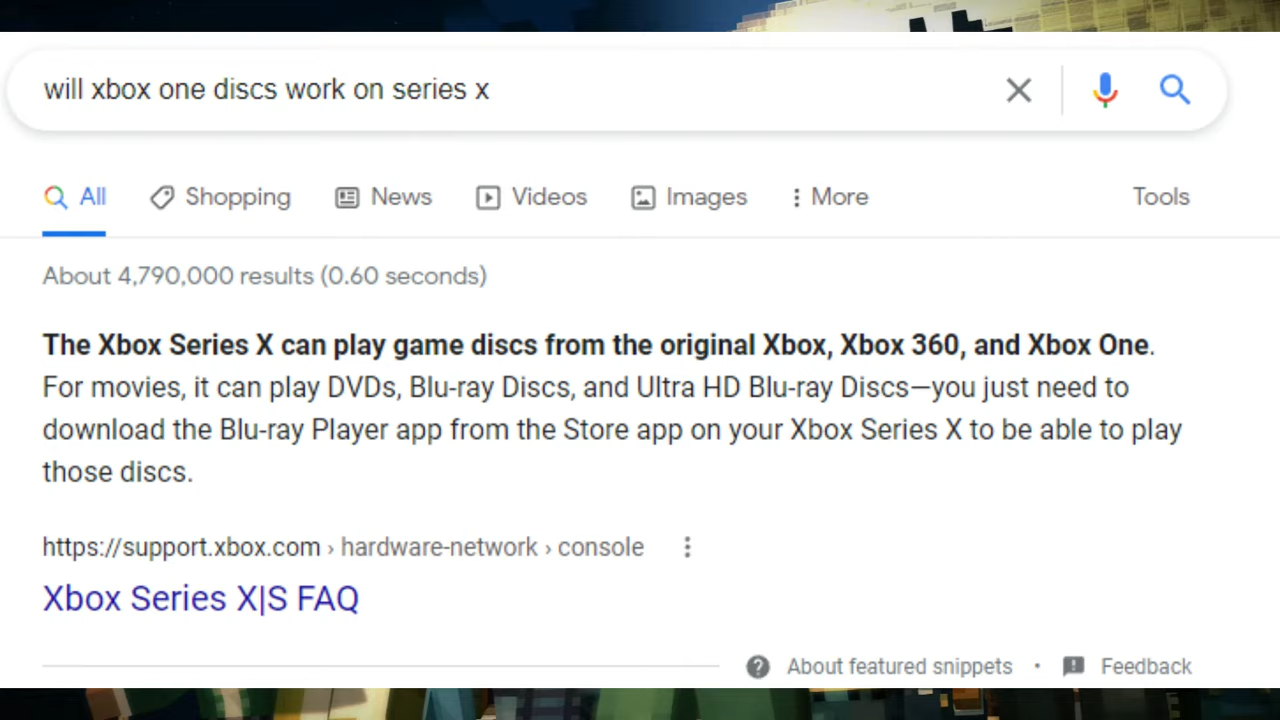 will xbox one discs work on series x
All Shopping News Videos Images More Tools
About 4,790,000 results (0.60 seconds)
The Xbox Series X can play game discs from the original Xbox, Xbox 360, and Xbox One.
For movies, it can play DVDs, Blu-ray Discs, and Ultra HD Blu-ray Discs—you just need to
download the Blu-ray Player app from the Store app on your Xbox Series X to be able to play
those discs.
https://support.xbox.com › hardware-network › console
Xbox Series X|S FAQ
About featured snippets • Feedback